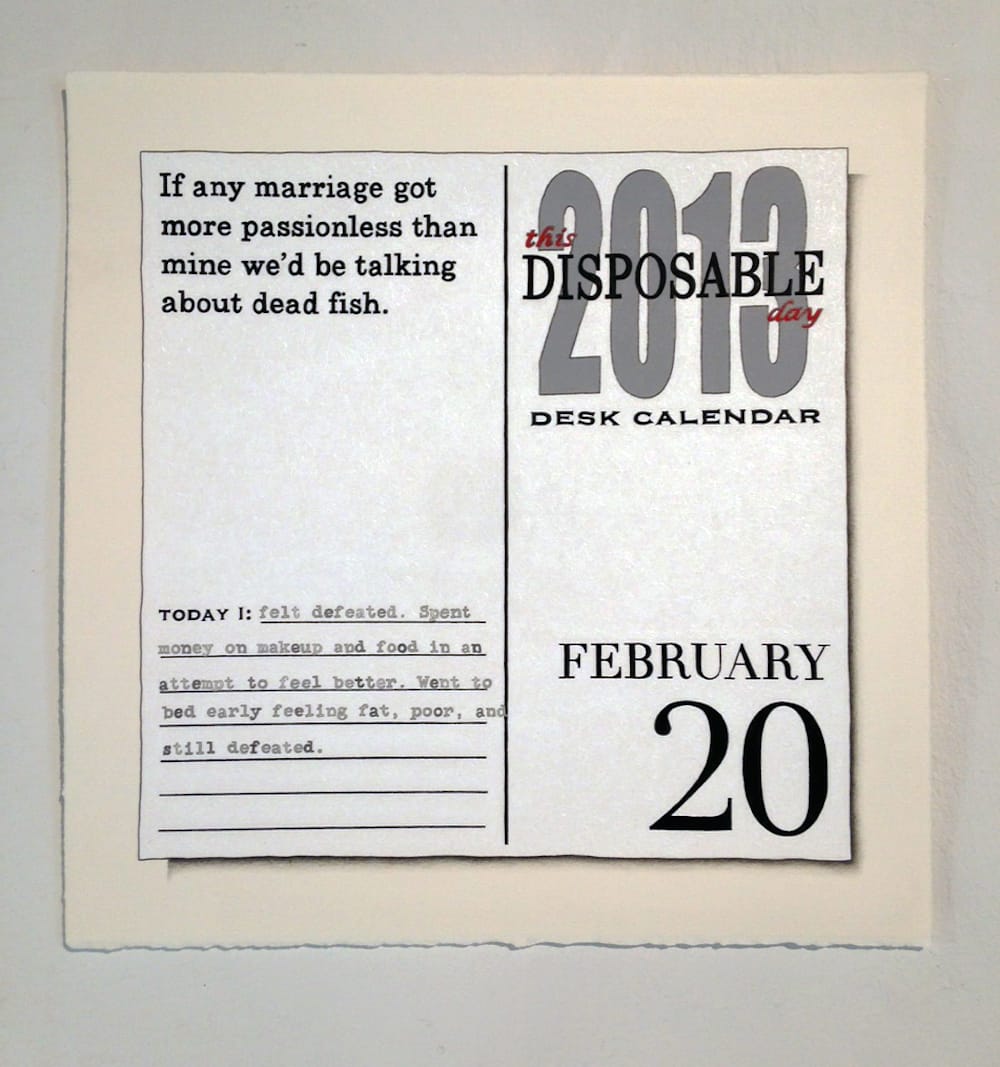 If any marriage got
more passionless than
mine we'd be talking
about dead fish.
TODAY I: felt defeated. Spent
money on makeup and food in an
attempt to feel better. Went to
bed early feeling fat, poor, and
still defeated.
2013
this
DISPOSABLE
day
DESK CALENDAR
FEBRUARY
20